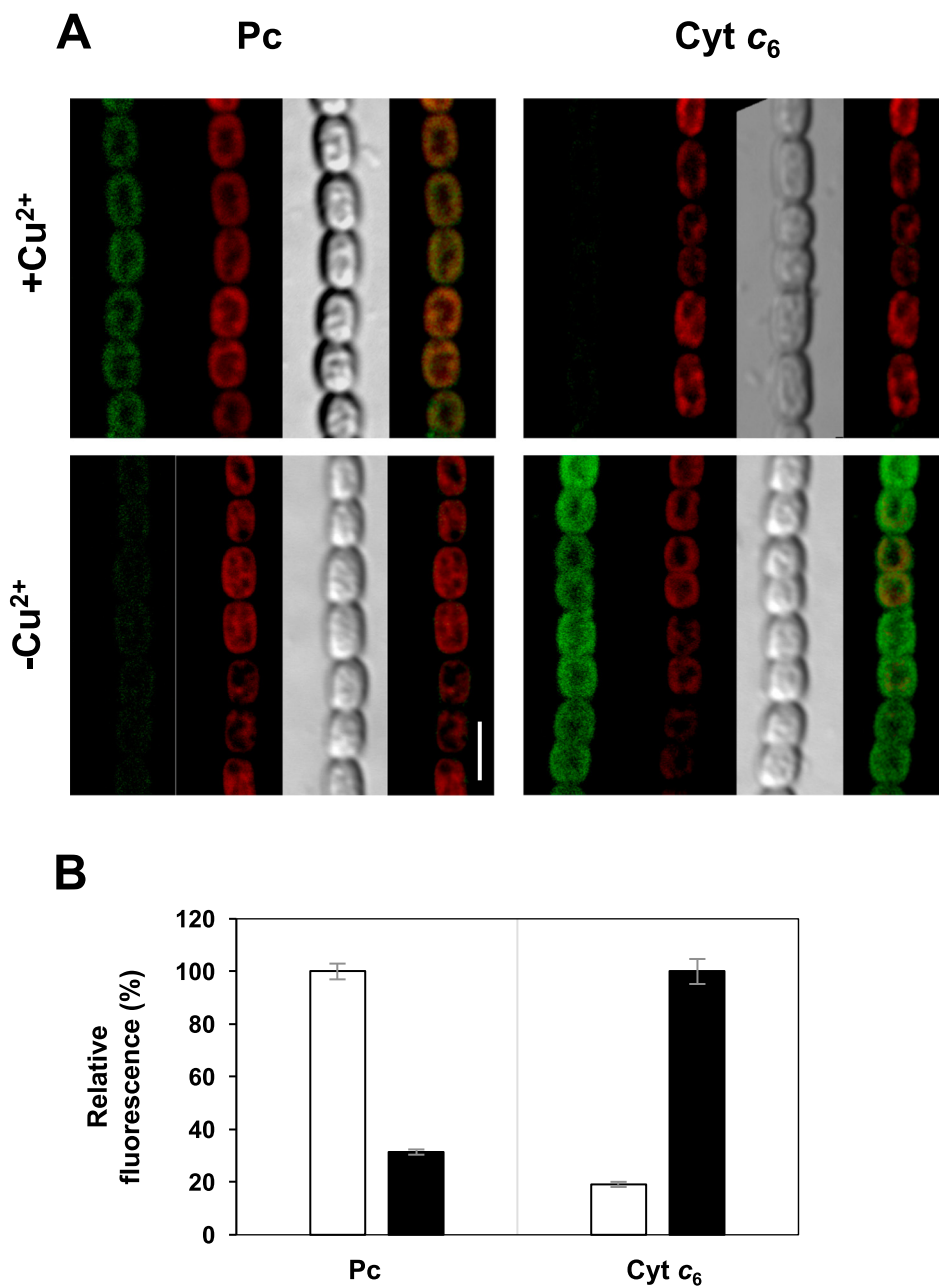 A
Pc
Cyt c6
+Cu2+
-Cu2+
B
Relative
fluorescence (%)
120
100
80
60
40
20
0
Pc
Cyt c6